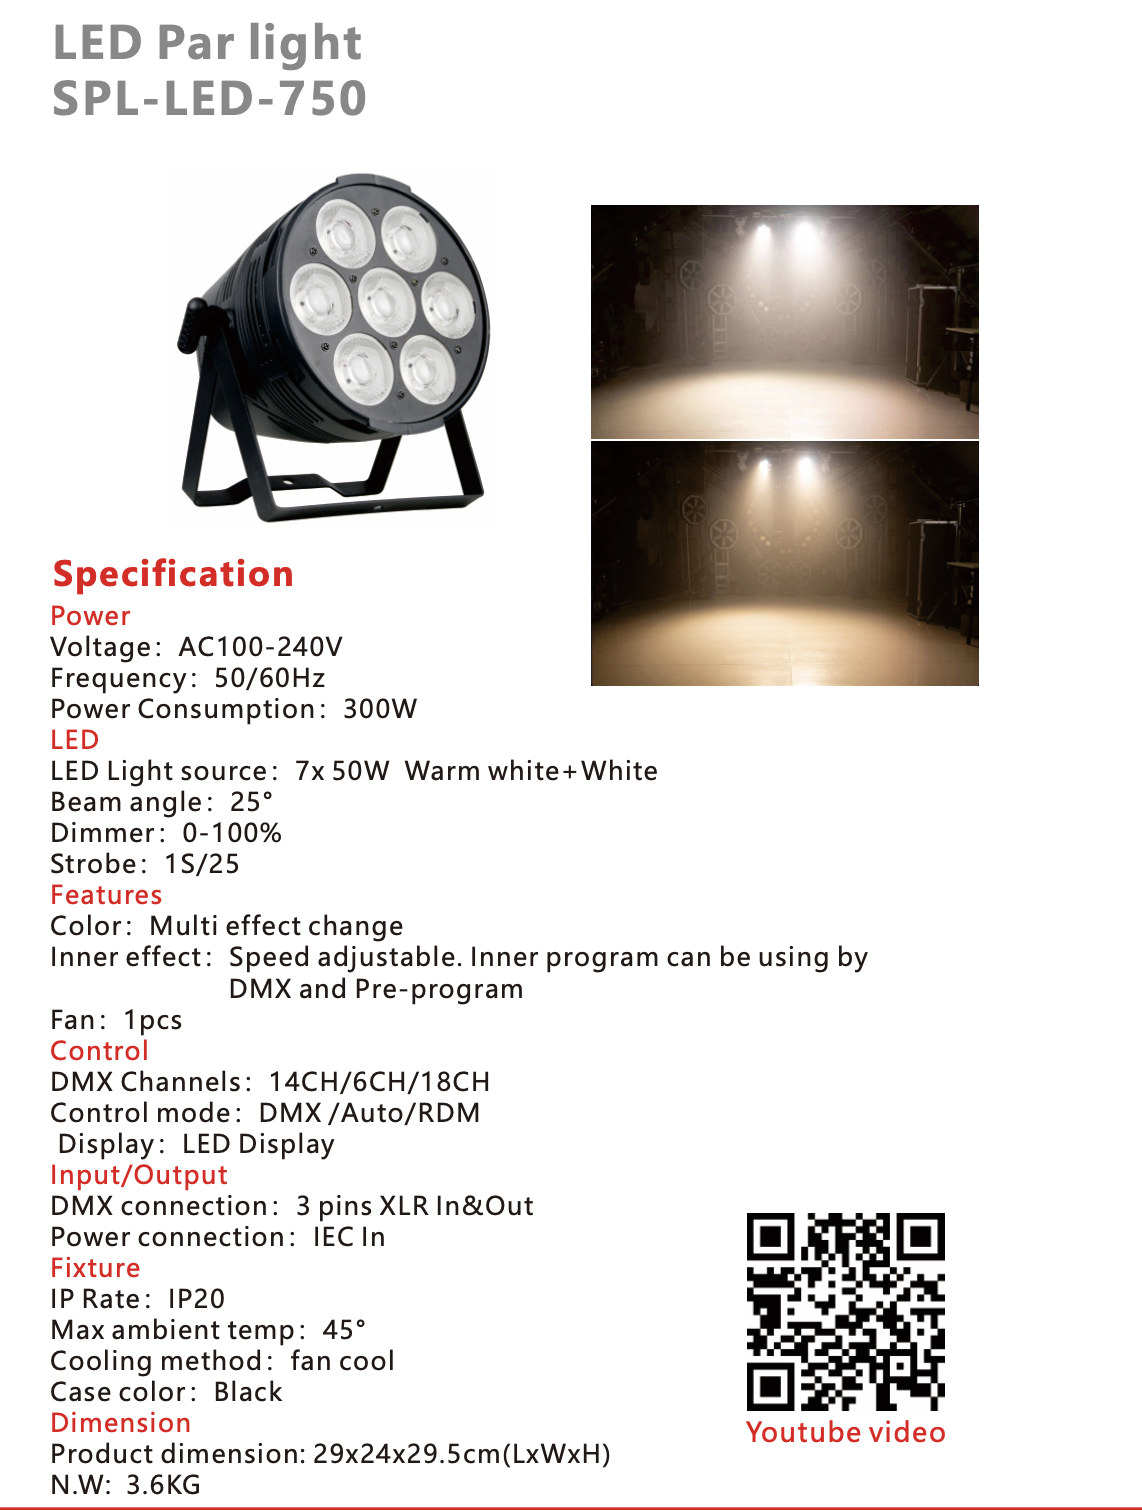 LED Par light
SPL-LED-750
Specification
Power
Voltage: AC100-240V
Frequency: 50/60Hz
Power Consumption: 300W
LED
LED Light source: 7x 50W Warm white+White
Beam angle: 25°
Dimmer: 0-100%
Strobe: 1S/25
Features
Color: Multi effect change
Inner effect: Speed adjustable. Inner program can be using by
DMX and Pre-program
Fan: 1pcs
Control
DMX Channels: 14CH/6CH/18CH
Control mode: DMX /Auto/RDM
Display: LED Display
Input/Output
DMX connection: 3 pins XLR In&Out
Power connection: IEC In
Fixture
IP Rate: IP20
Max ambient temp: 45°
Cooling method: fan cool
Case color: Black
Dimension
Product dimension: 29x24x29.5cm(LxWxH)
N.W: 3.6KG
Youtube video